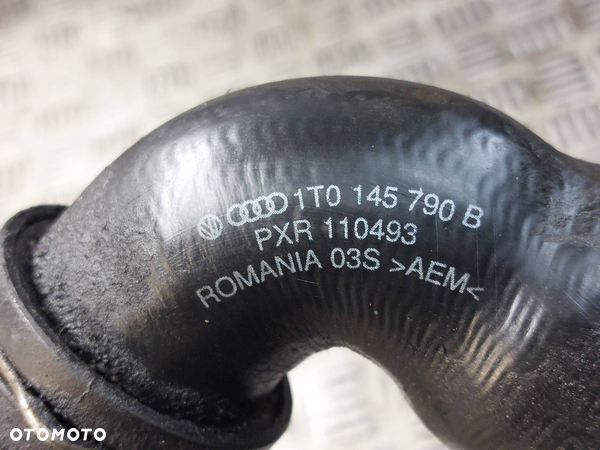 1T0 145 790 B
PXR 110493
ROMANIA 03S >AEM<
OTOMOTO